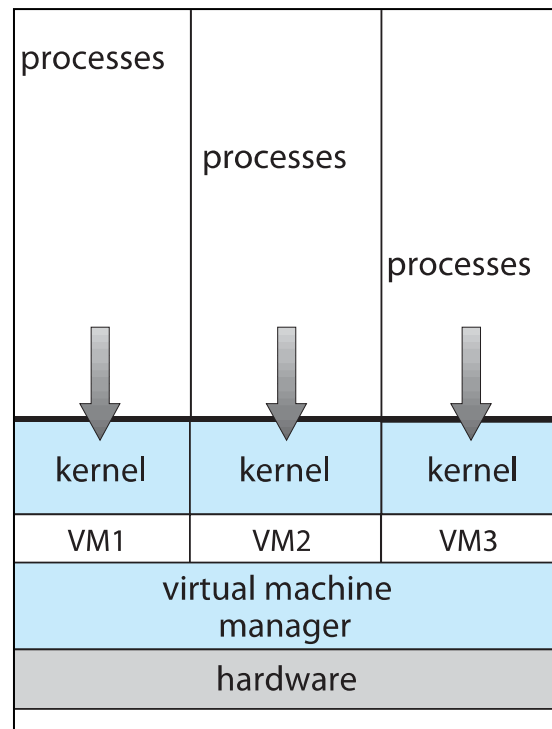 processes
processes
processes
kernel kernel kernel
VM1 VM2 VM3
virtual machine
manager
hardware